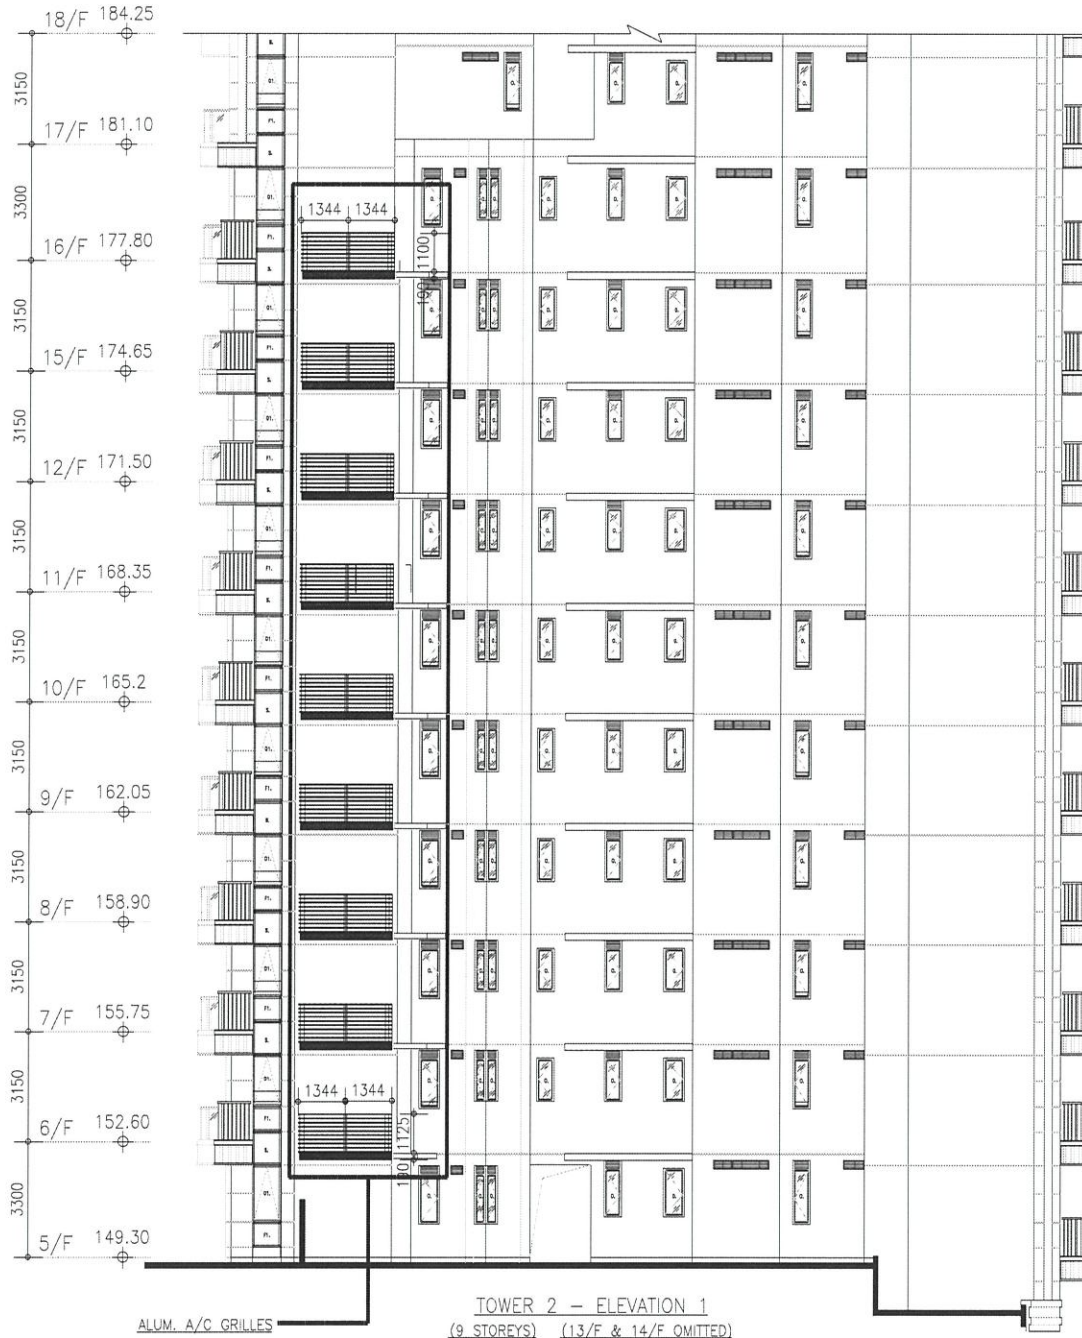 18/F 184.25
3150
17/F 181.10
3300
1344 1344
16/F 177.80
1100
190
3150
15/F 174.65
3150
12/F 171.50
3150
11/F 168.35
3150
10/F 165.2
3150
9/F 162.05
3150
8/F 158.90
3150
7/F 155.75
3150
1344 1344
6/F 152.60
1125
190
3300
5/F 149.30
TOWER 2 – ELEVATION 1
ALUM. A/C GRILLES
(9 STOREYS) (13/F & 14/F OMITTED)